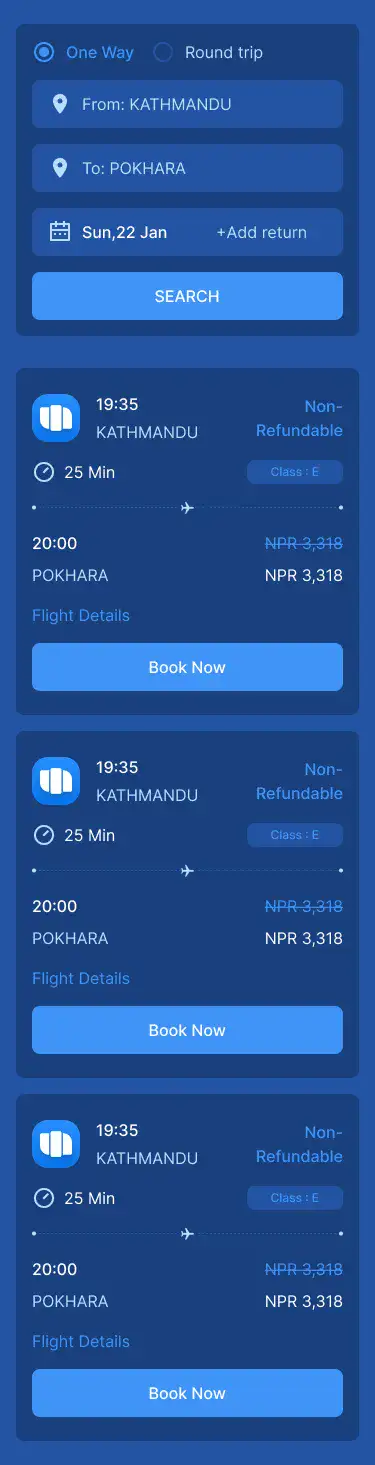 One Way Round trip
From: KATHMANDU
To: POKHARA
Sun,22 Jan +Add return
SEARCH
19:35
KATHMANDU
Non-
Refundable
25 Min
Class : E
20:00
NPR 3,318
POKHARA
NPR 3,318
Flight Details
Book Now
19:35
KATHMANDU
Non-
Refundable
25 Min
Class : E
20:00
NPR 3,318
POKHARA
NPR 3,318
Flight Details
Book Now
19:35
KATHMANDU
Non-
Refundable
25 Min
Class : E
20:00
NPR 3,318
POKHARA
NPR 3,318
Flight Details
Book Now